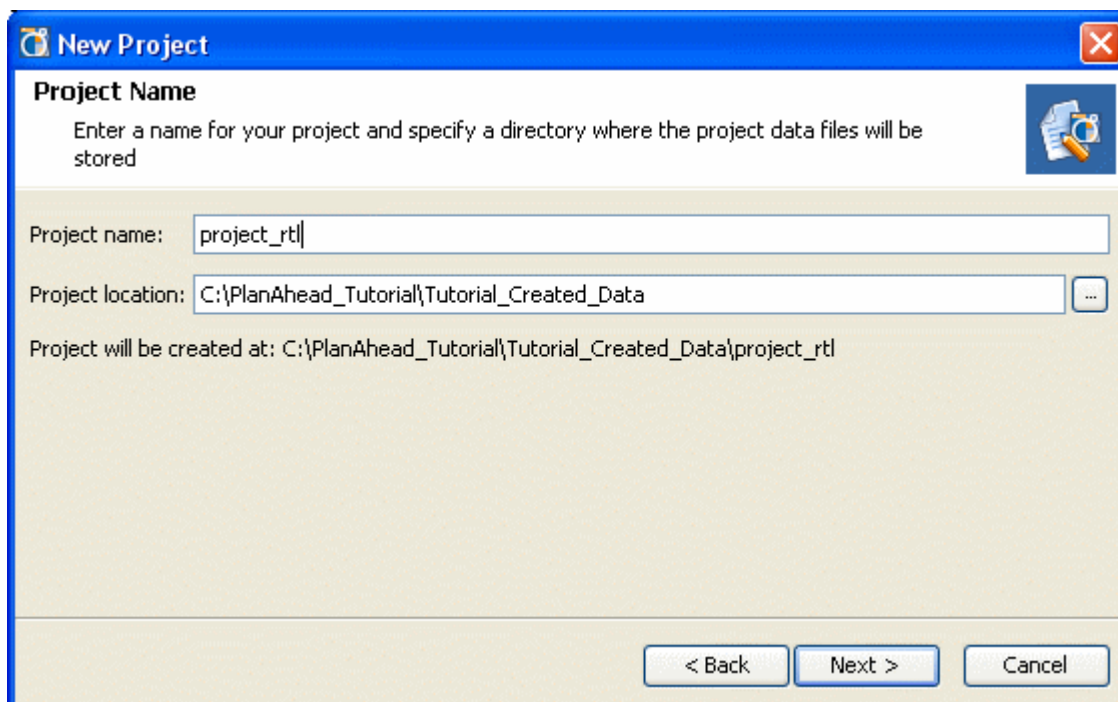 New Project
Project Name
Enter a name for your project and specify a directory where the project data files will be
stored
Project name: project_rtl
Project location: C:\PlanAhead_Tutorial\Tutorial_Created_Data ...
Project will be created at: C:\PlanAhead_Tutorial\Tutorial_Created_Data\project_rtl
< Back Next > Cancel